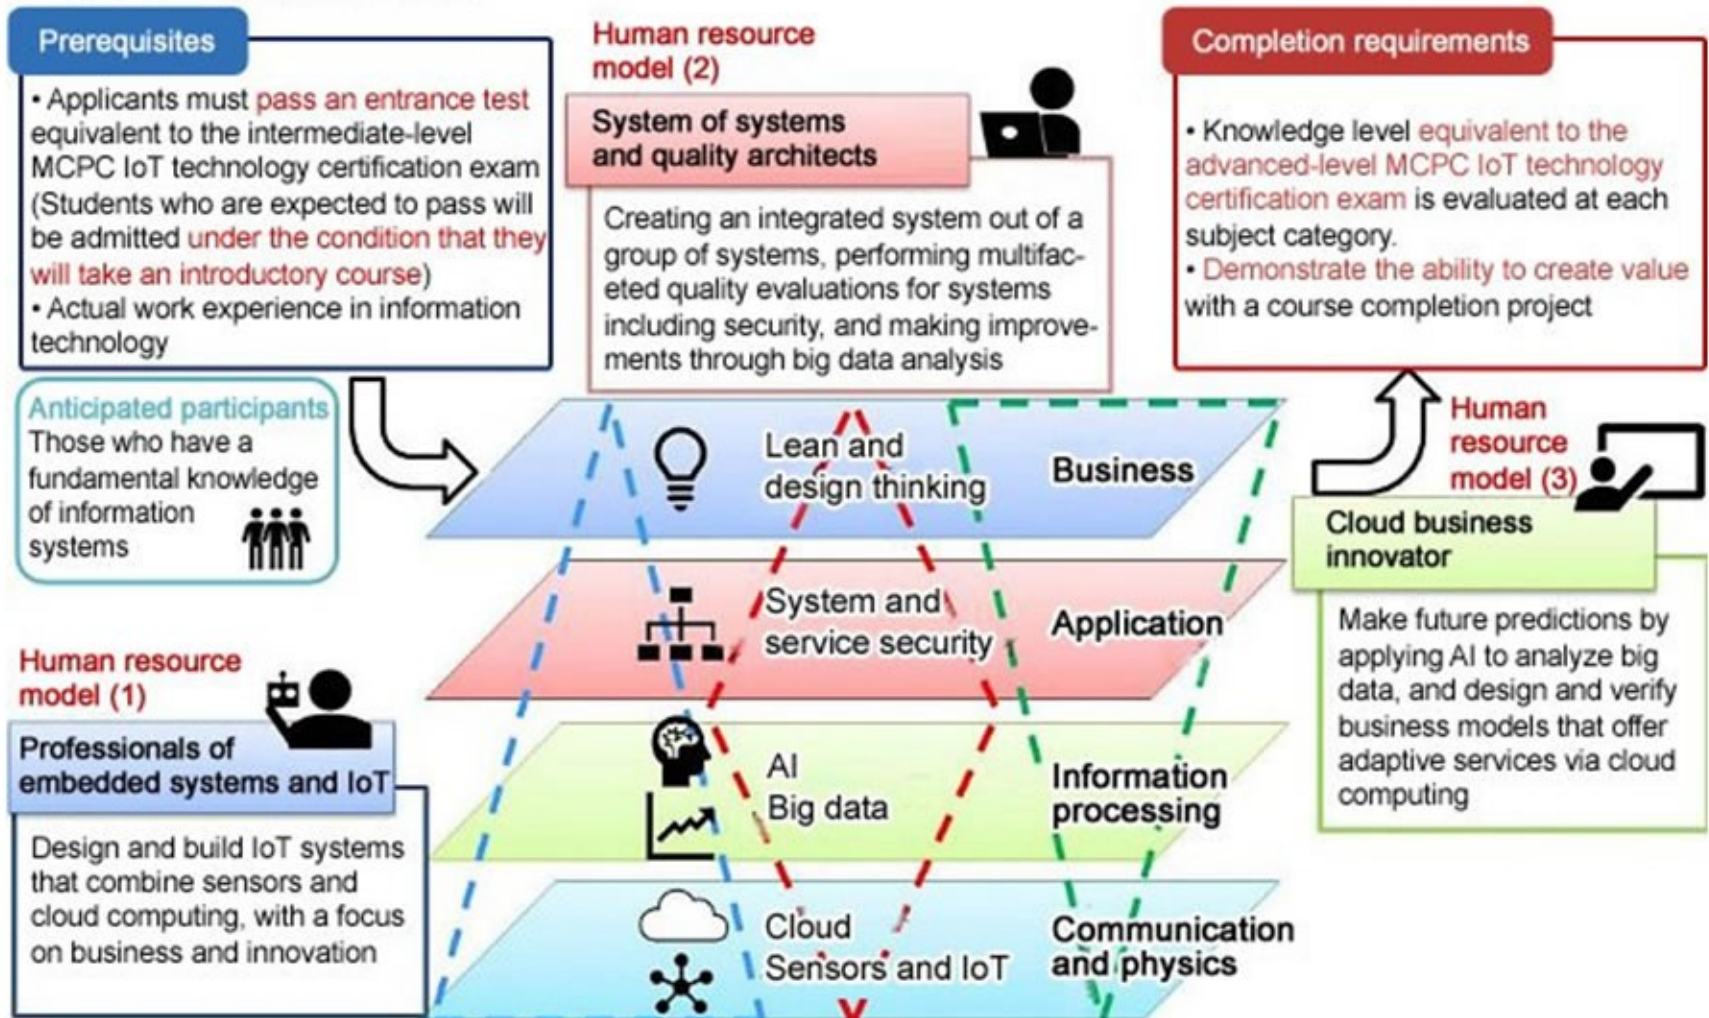 Prerequisites
• Applicants must pass an entrance test
equivalent to the intermediate-level
MCPC IoT technology certification exam
(Students who are expected to pass will
be admitted under the condition that they
will take an introductory course)
• Actual work experience in information
technology
Anticipated participants
Those who have a
fundamental knowledge
of information
systems
Human resource
model (1)
Professionals of
embedded systems and IoT
Design and build IoT systems
that combine sensors and
cloud computing, with a focus
on business and innovation
Human resource
model (2)
System of systems
and quality architects
Creating an integrated system out of a
group of systems, performing multifac-
eted quality evaluations for systems
including security, and making improve-
ments through big data analysis
Lean and
design thinking
Business
System and
service security
Application
AI
Big data
Information
processing
Cloud
Sensors and IoT
Communication
and physics
Completion requirements
• Knowledge level equivalent to the
advanced-level MCPC IoT technology
certification exam is evaluated at each
subject category.
• Demonstrate the ability to create value
with a course completion project
Human
resource
model (3)
Cloud business
innovator
Make future predictions by
applying AI to analyze big
data, and design and verify
business models that offer
adaptive services via cloud
computing